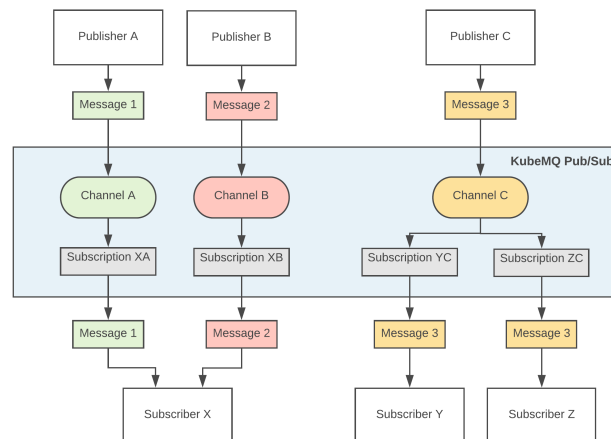 Publisher A
Publisher B
Publisher C
Message 1
Message 2
Message 3
KubeMQ Pub/Sub
Channel A
Channel B
Channel C
Subscription XA
Subscription XB
Subscription YC
Subscription ZC
Message 1
Message 2
Message 3
Message 3
Subscriber X
Subscriber Y
Subscriber Z